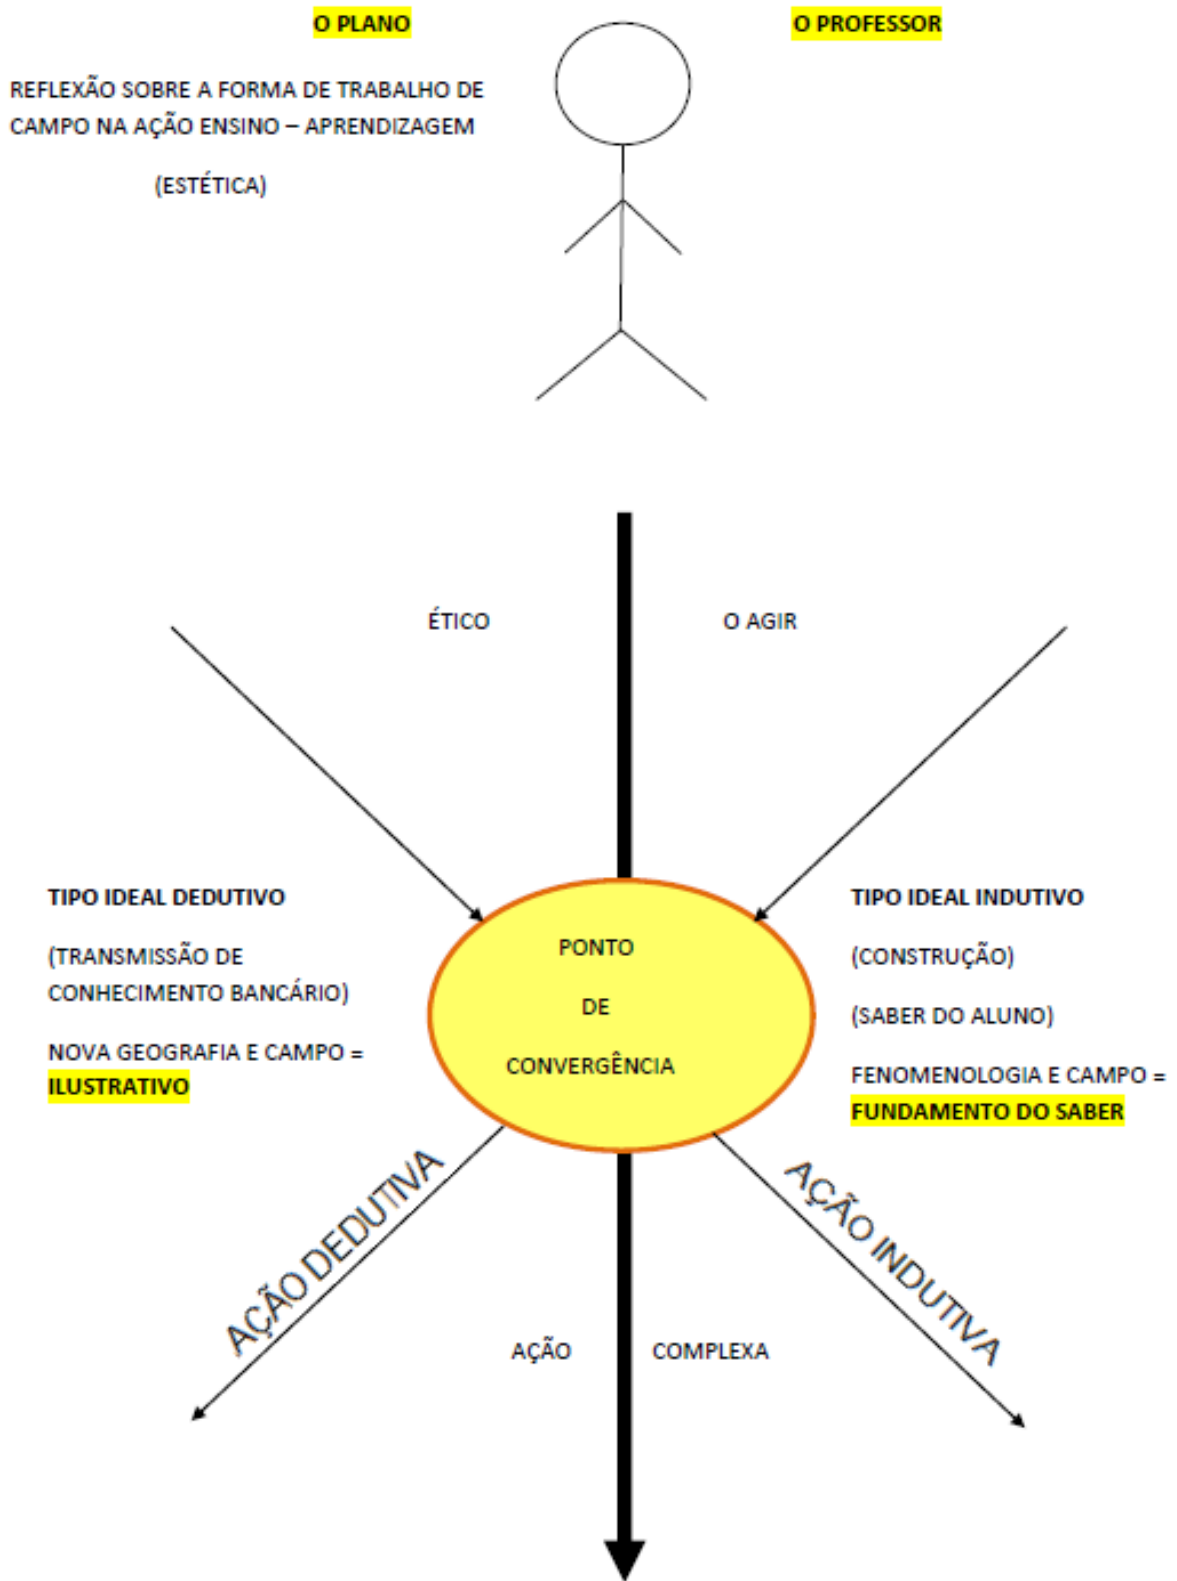 O PLANO
O PROFESSOR
REFLEXÃO SOBRE A FORMA DE TRABALHO DE
CAMPO NA AÇÃO ENSINO – APRENDIZAGEM
(ESTÉTICA)
ÉTICO
O AGIR
TIPO IDEAL DEDUTIVO
(TRANSMISSÃO DE
CONHECIMENTO BANCÁRIO)
NOVA GEOGRAFIA E CAMPO =
ILUSTRATIVO
PONTO
DE
CONVERGÊNCIA
TIPO IDEAL INDUTIVO
(CONSTRUÇÃO)
(SABER DO ALUNO)
FENOMENOLOGIA E CAMPO =
FUNDAMENTO DO SABER
AÇÃO DEDUTIVA
AÇÃO INDUTIVA
AÇÃO
COMPLEXA